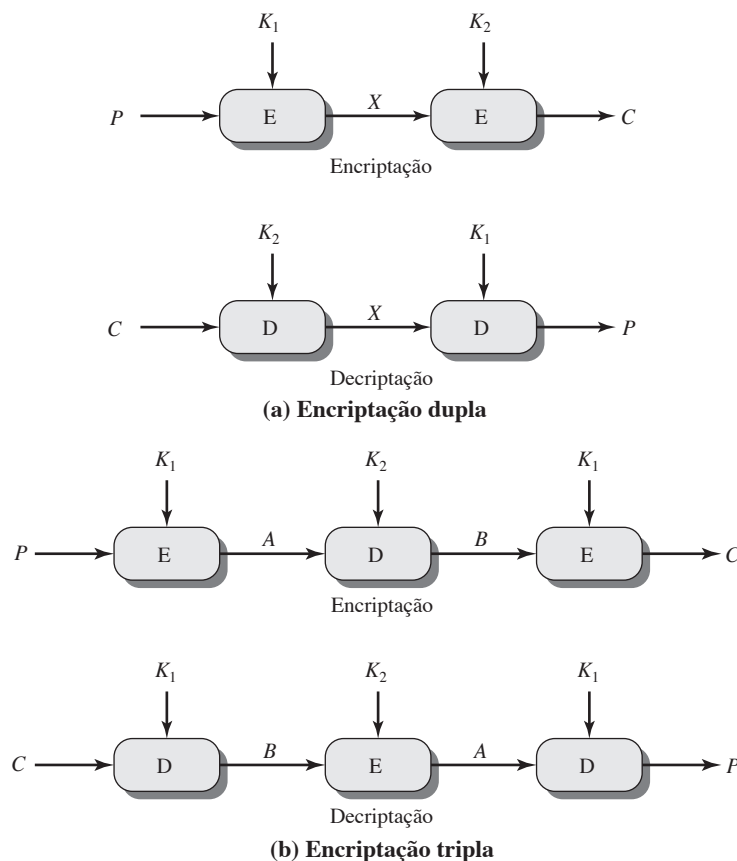 K1 K2
P E X E C
Encriptação
K2 K1
C D X D P
Decriptação
(a) Encriptação dupla
K1 K2 K1
P E A D B E C
Encriptação
K1 K2 K1
C D B E A D P
Decriptação
(b) Encriptação tripla